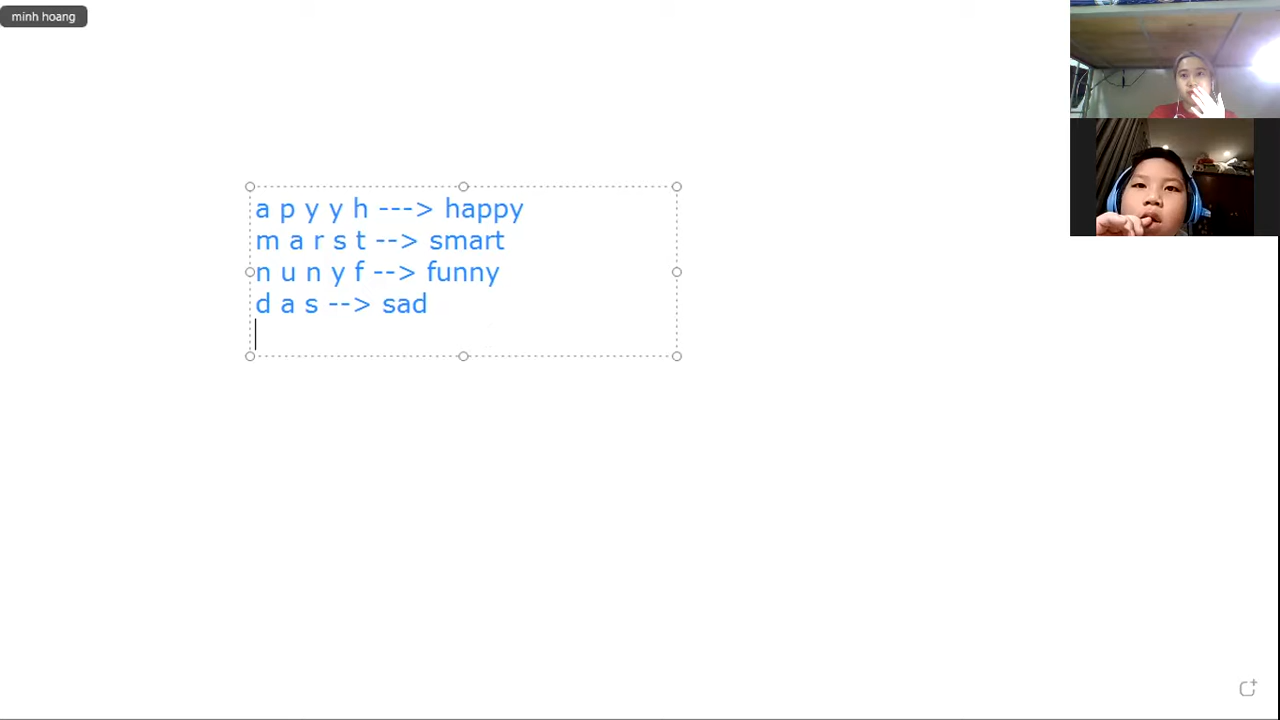 minh hoang
a p y y h ---> happy
m a r s t --> smart
n u n y f --> funny
d a s --> sad